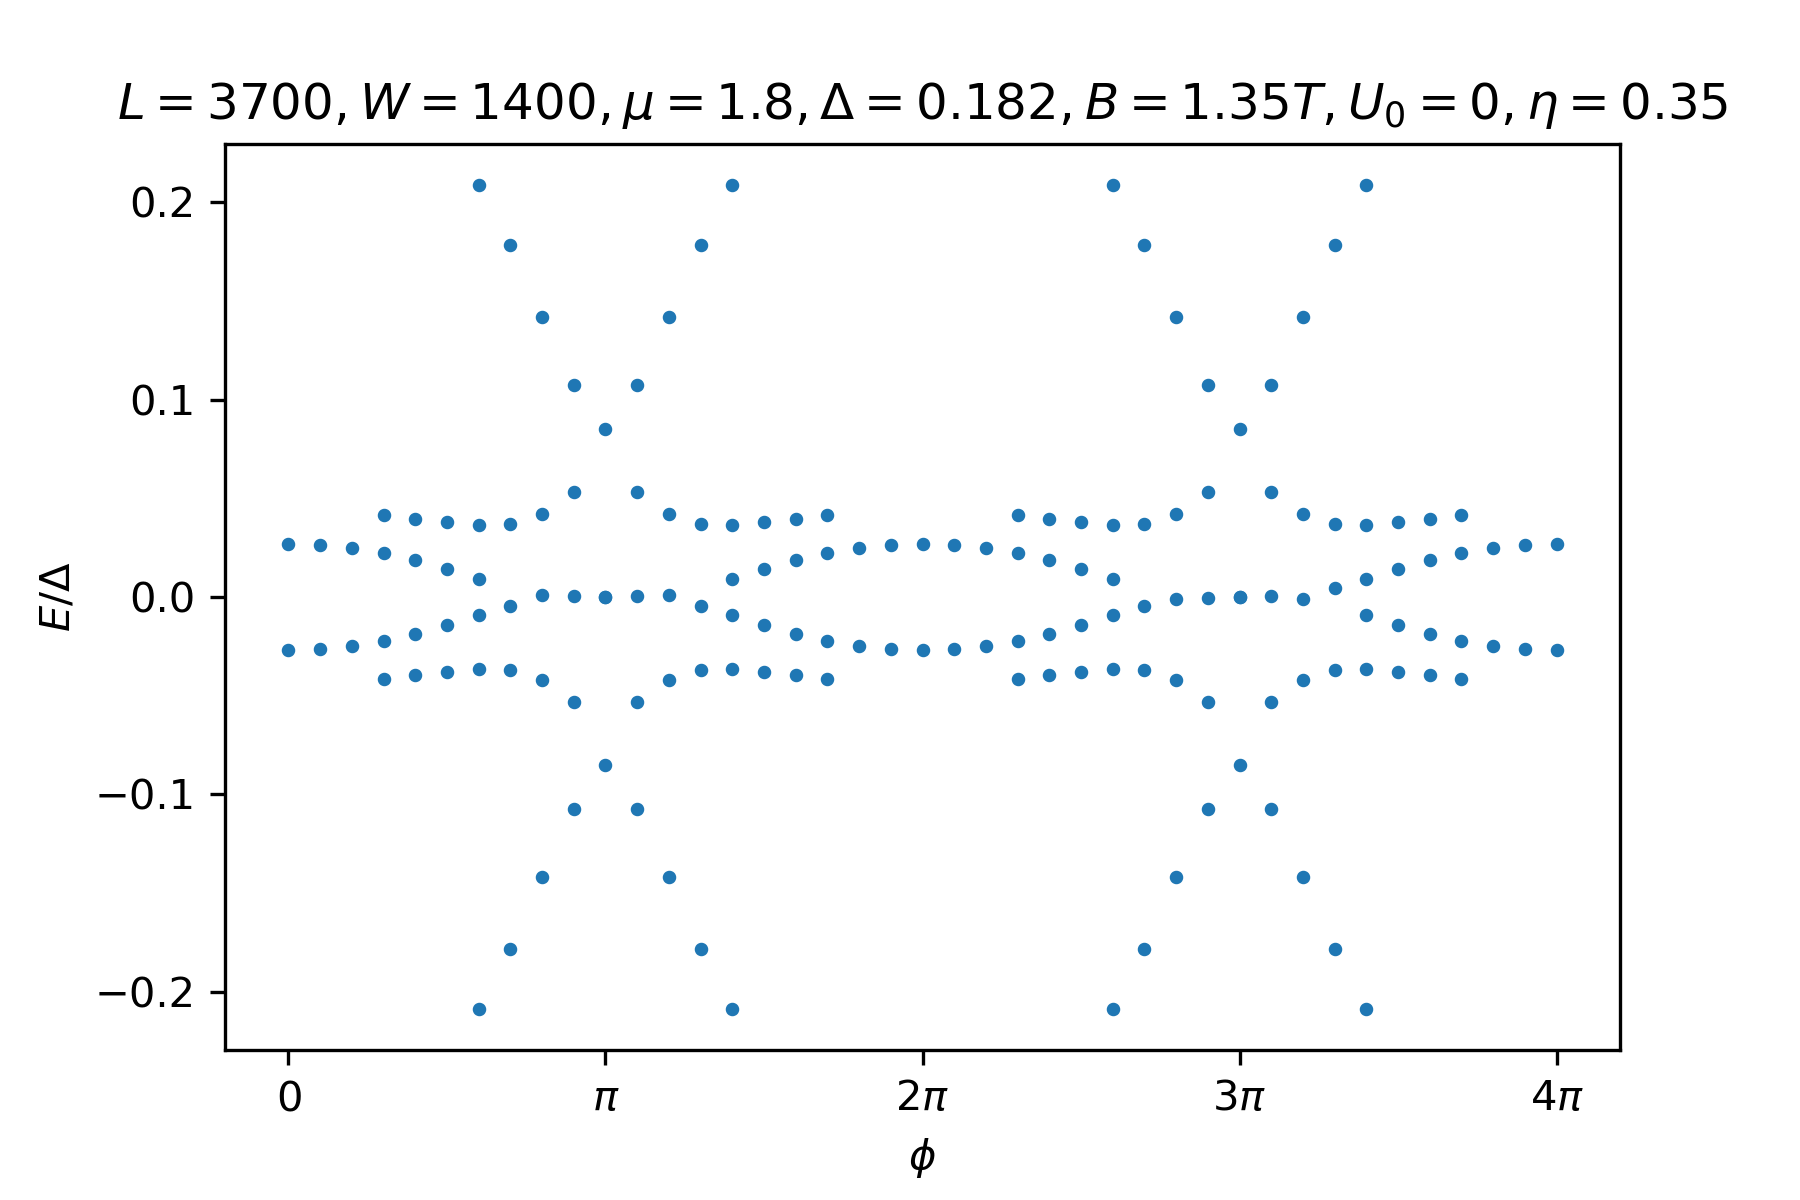 L = 3700, W = 1400, μ = 1.8, Δ = 0.182, B = 1.35T, U₀ = 0, η = 0.35
0.2
0.1
0.0
−0.1
−0.2
E/Δ
0 π 2π 3π 4π
ϕ